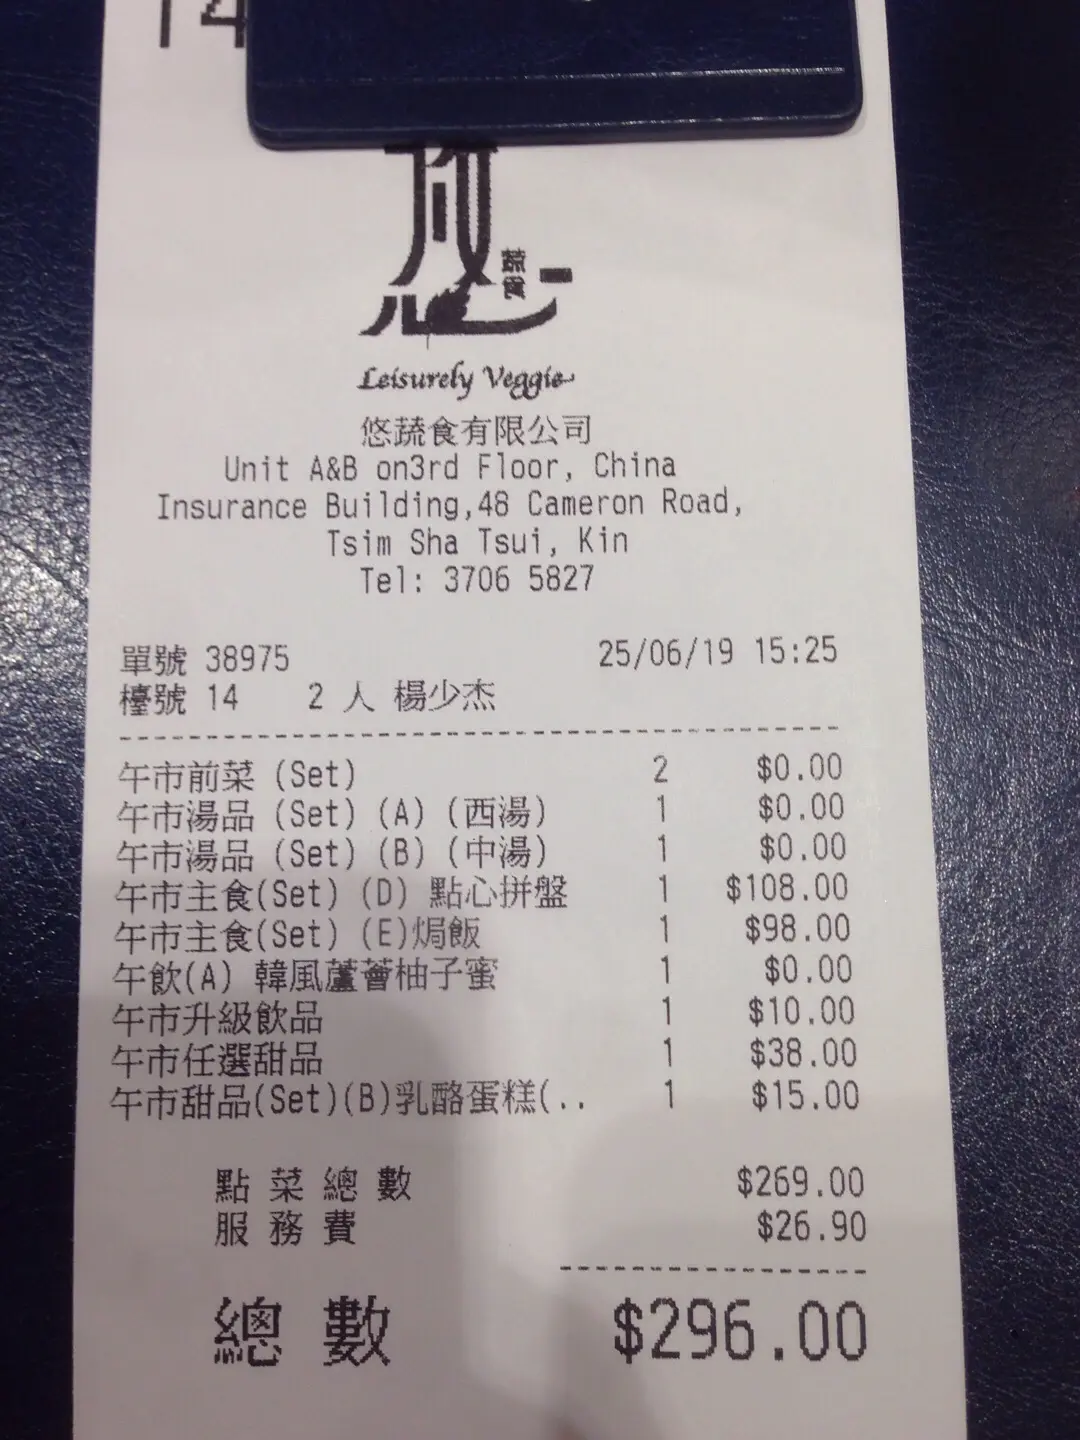 14
悠
蔬食
Leisurely Veggie
悠蔬食有限公司
Unit A&B on3rd Floor, China
Insurance Building,48 Cameron Road,
Tsim Sha Tsui, Kin
Tel: 3706 5827
單號 38975 25/06/19 15:25
檯號 14 2 人 楊少杰
午市前菜 (Set) 2 $0.00
午市湯品 (Set) (A) (西湯) 1 $0.00
午市湯品 (Set) (B) (中湯) 1 $0.00
午市主食(Set) (D) 點心拼盤 1 $108.00
午市主食(Set) (E)焗飯 1 $98.00
午飲(A) 韓風蘆薈柚子蜜 1 $0.00
午市升級飲品 1 $10.00
午市任選甜品 1 $38.00
午市甜品(Set)(B)乳酪蛋糕(.. 1 $15.00
點菜總數 $269.00
服務費 $26.90
總數 $296.00